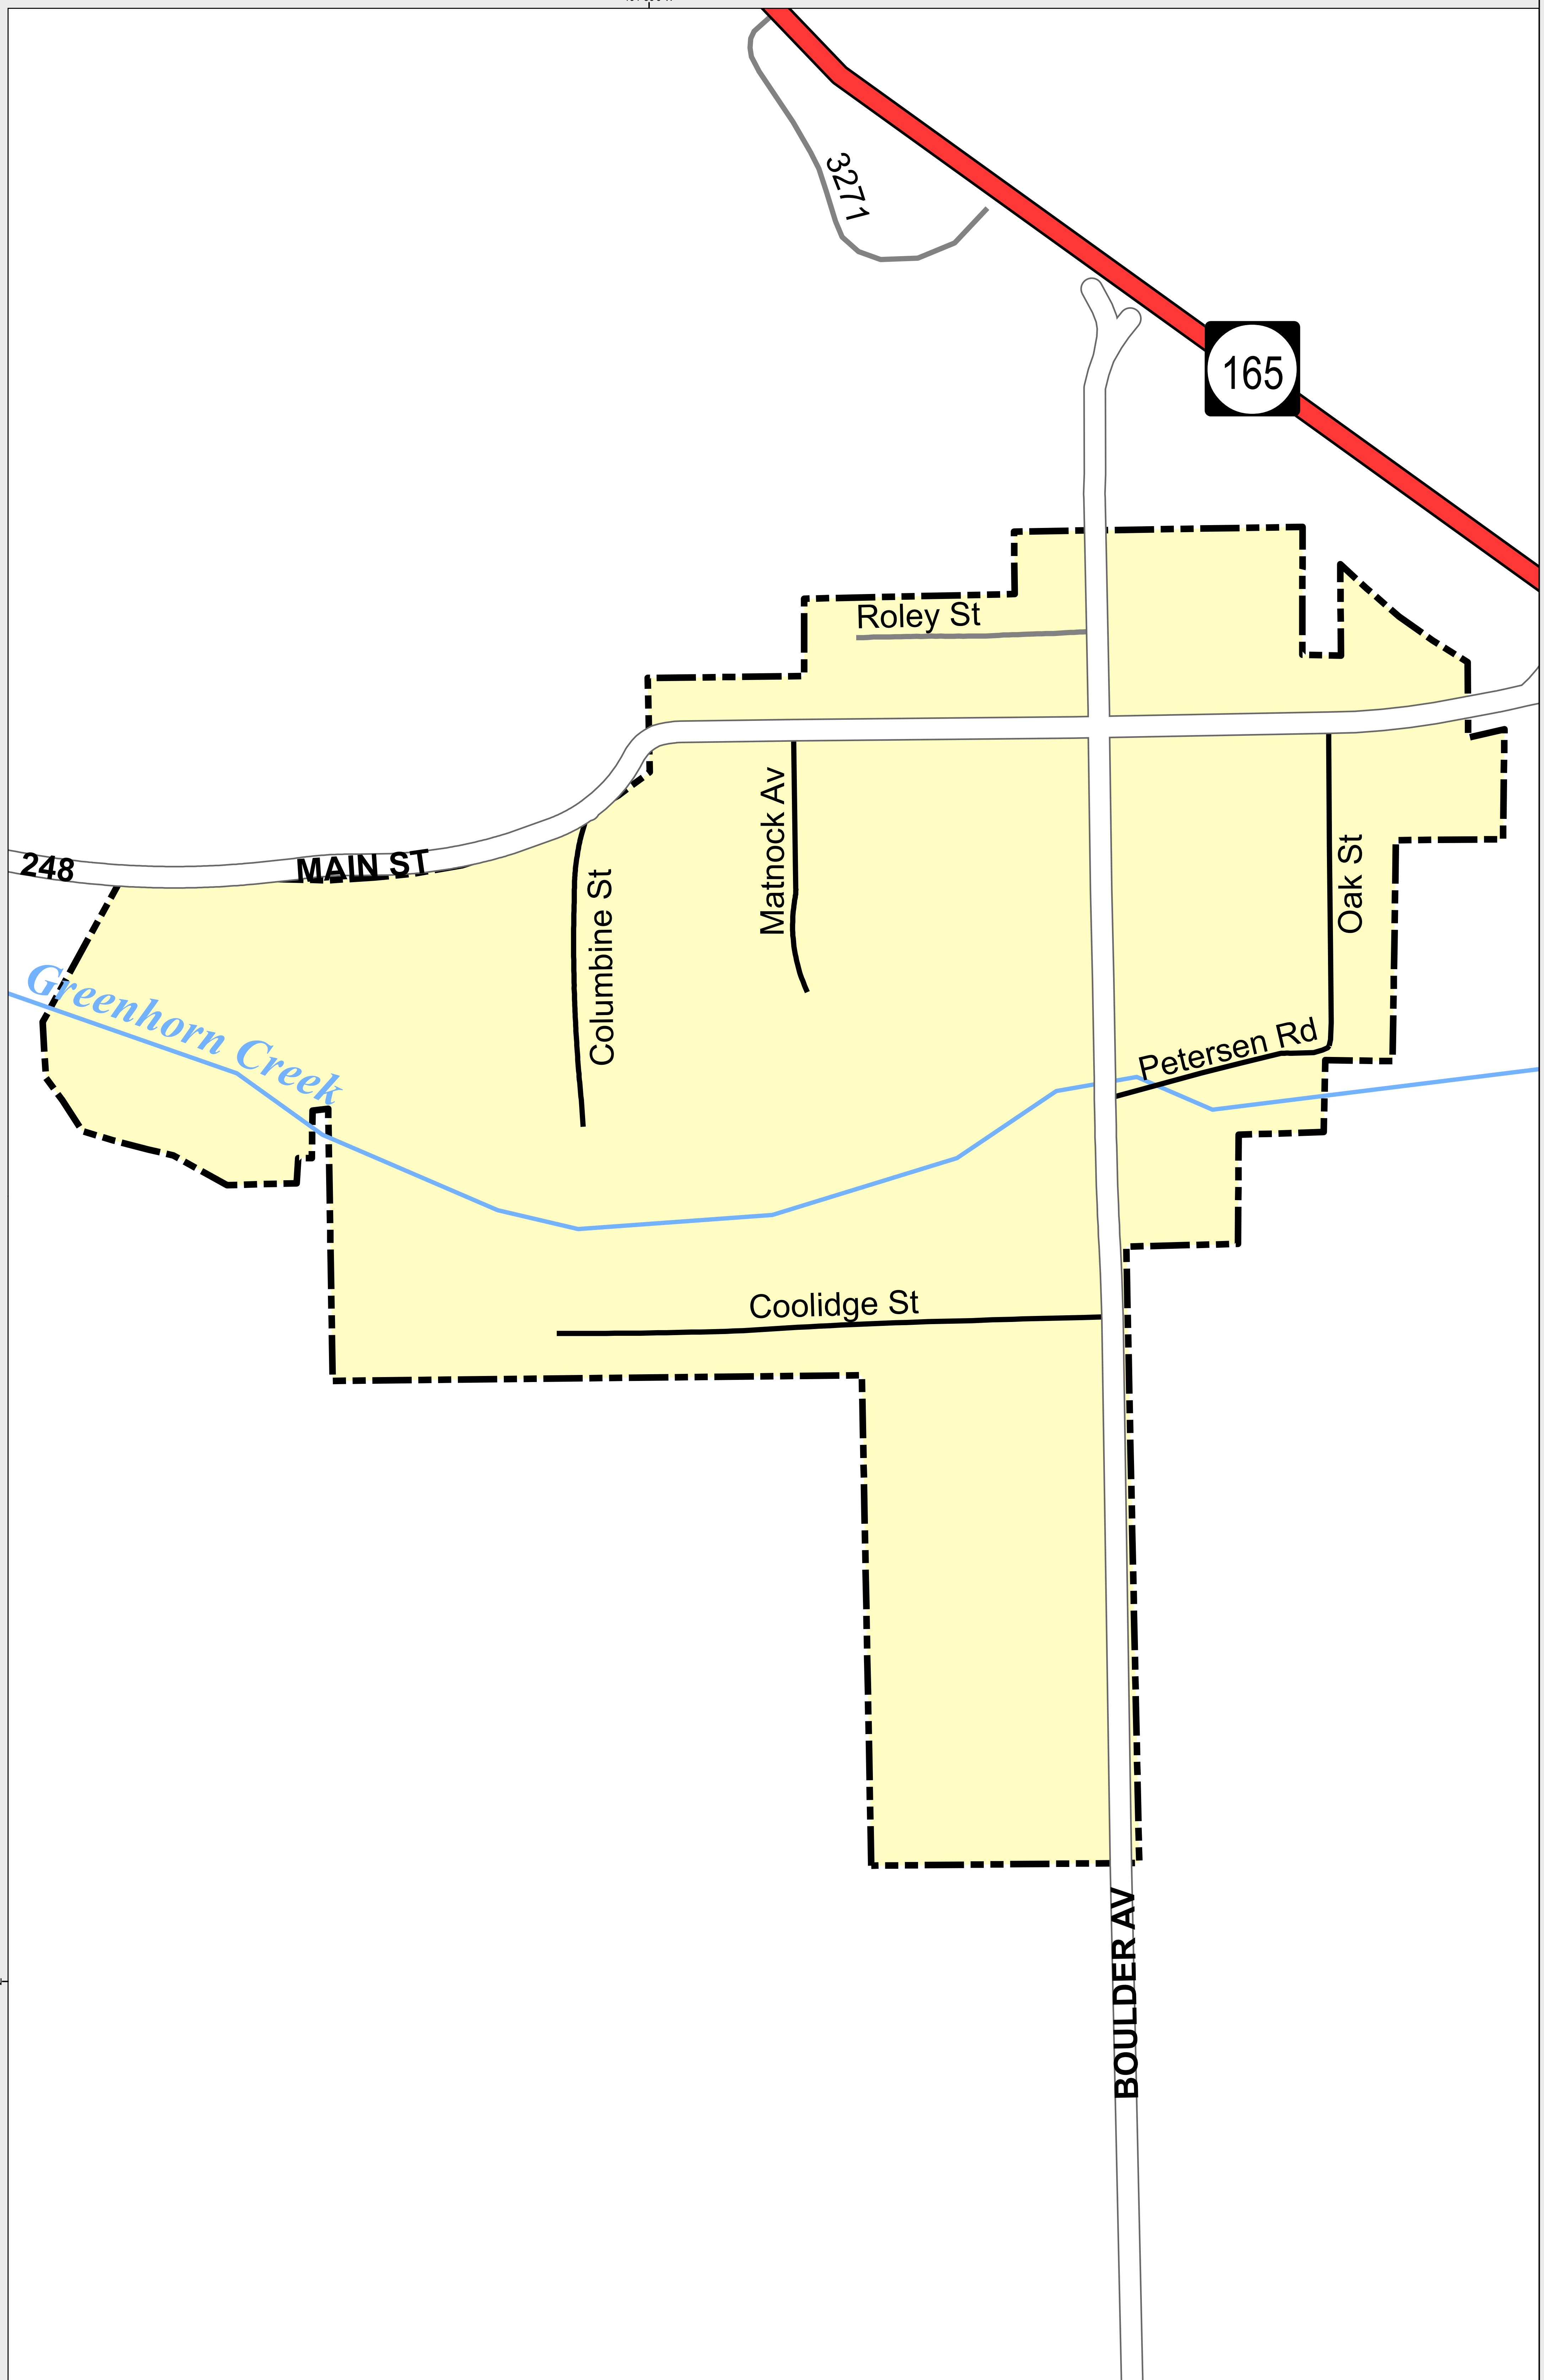 3271
165
Roley St
248
MAIN ST
Matnock Av
Columbine St
Oak St
Greenhorn Creek
Petersen Rd
Coolidge St
BOULDER AV